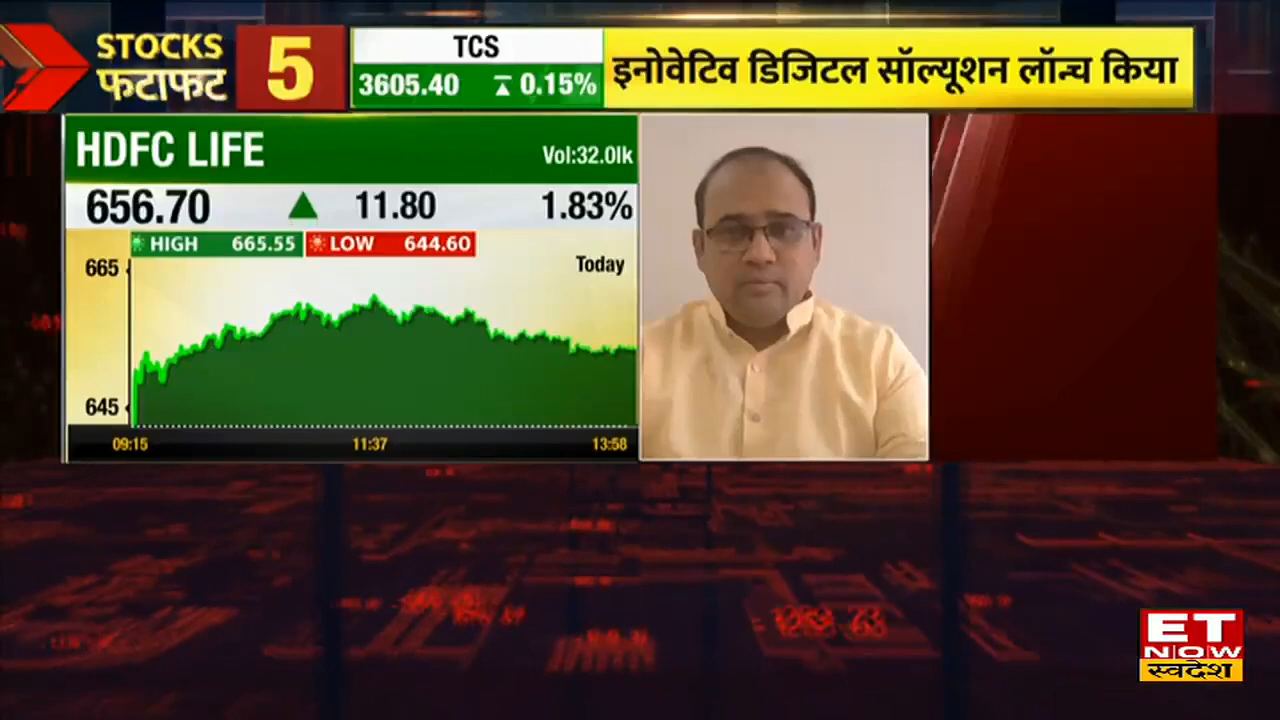 STOCKS
फटाफट
5
TCS
3605.40 0.15%
इनोवेटिव डिजिटल सॉल्यूशन लॉन्च किया
HDFC LIFE
Vol:32.0lk
656.70 11.80 1.83%
HIGH 665.55 LOW 644.60
Today
665
645
09:15 11:37 13:58
ET
NOW
स्वदेश